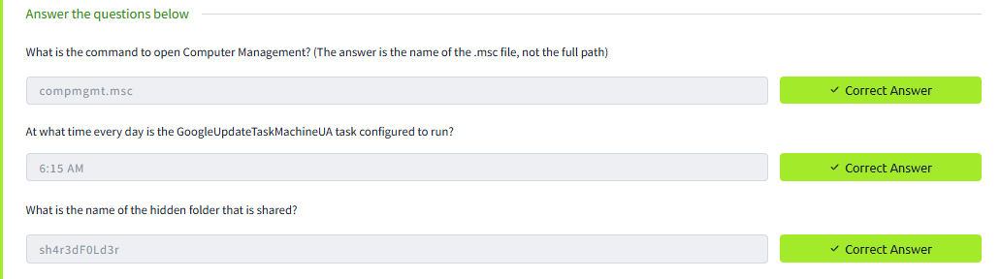 Answer the questions below
What is the command to open Computer Management? (The answer is the name of the .msc file, not the full path)
compmgmt.msc
✓ Correct Answer
At what time every day is the GoogleUpdateTaskMachineUA task configured to run?
6:15 AM
✓ Correct Answer
What is the name of the hidden folder that is shared?
sh4r3dF0Ld3r
✓ Correct Answer